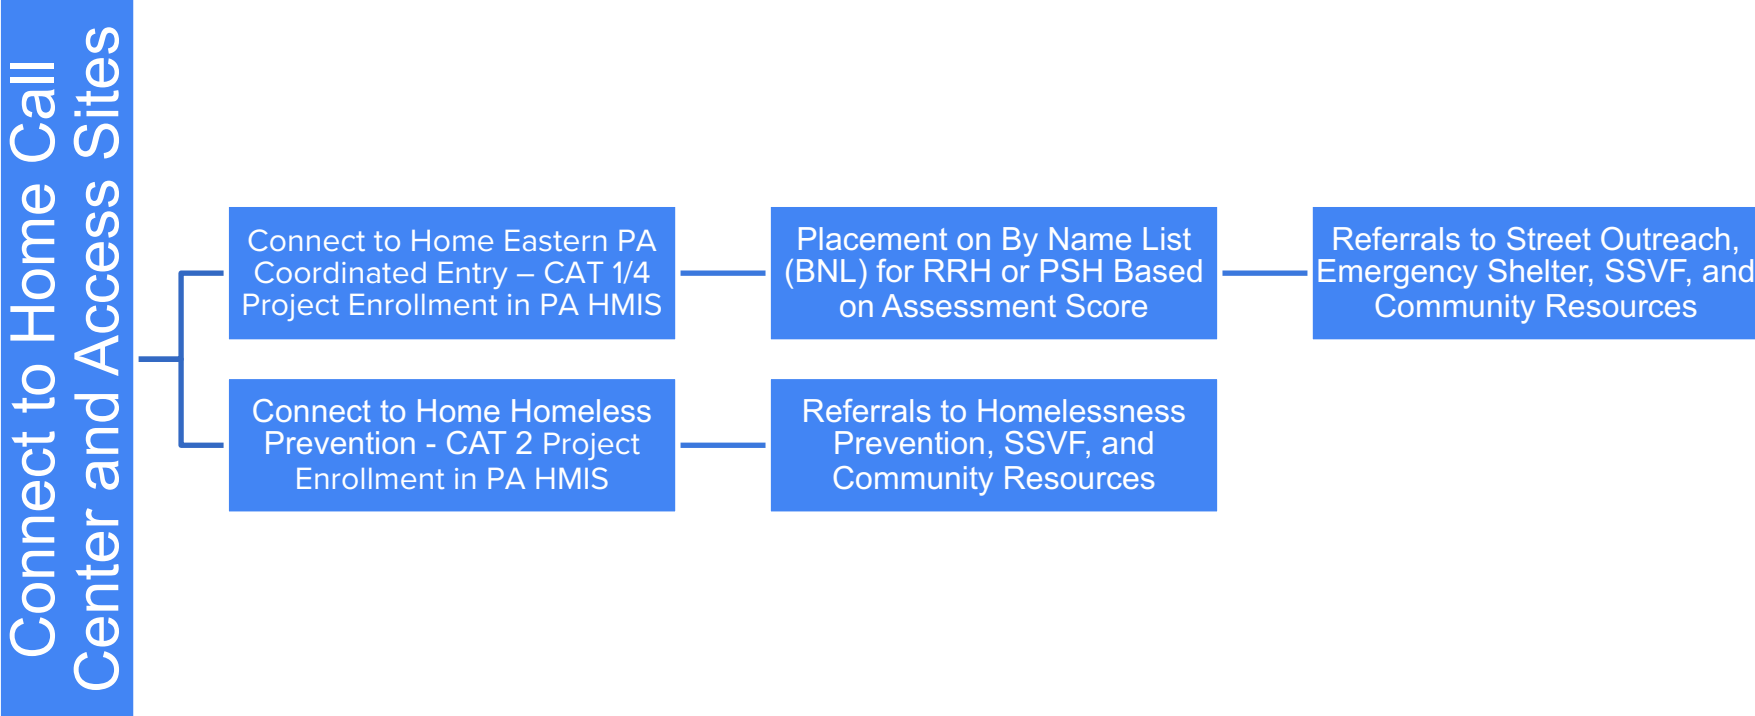 Connect to Home Call
Center and Access Sites
Connect to Home Eastern PA
Coordinated Entry – CAT 1/4
Project Enrollment in PA HMIS
Placement on By Name List
(BNL) for RRH or PSH Based
on Assessment Score
Referrals to Street Outreach,
Emergency Shelter, SSVF, and
Community Resources
Connect to Home Homeless
Prevention - CAT 2 Project
Enrollment in PA HMIS
Referrals to Homelessness
Prevention, SSVF, and
Community Resources